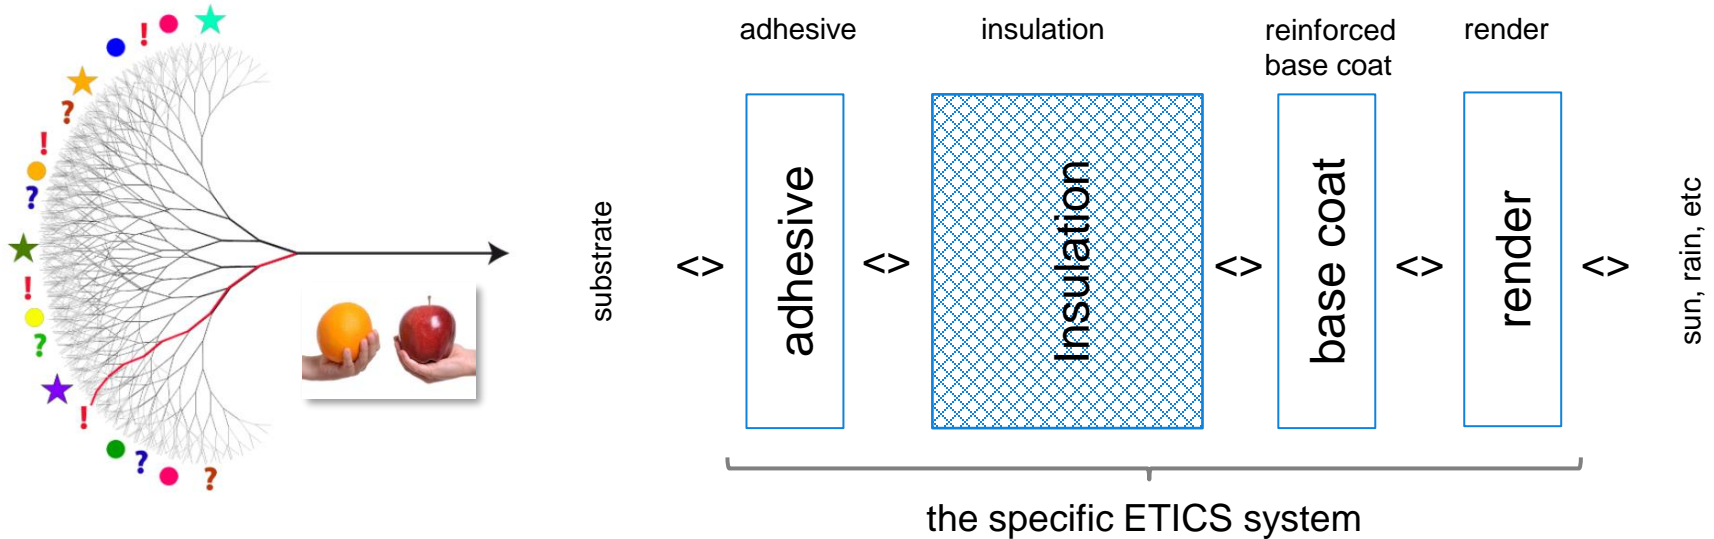 adhesive
insulation
reinforced
base coat
render
substrate
<>
adhesive
<>
Insulation
<>
base coat
<>
render
<>
sun, rain, etc
the specific ETICS system
!
?
!
?
!
?
!
?
?